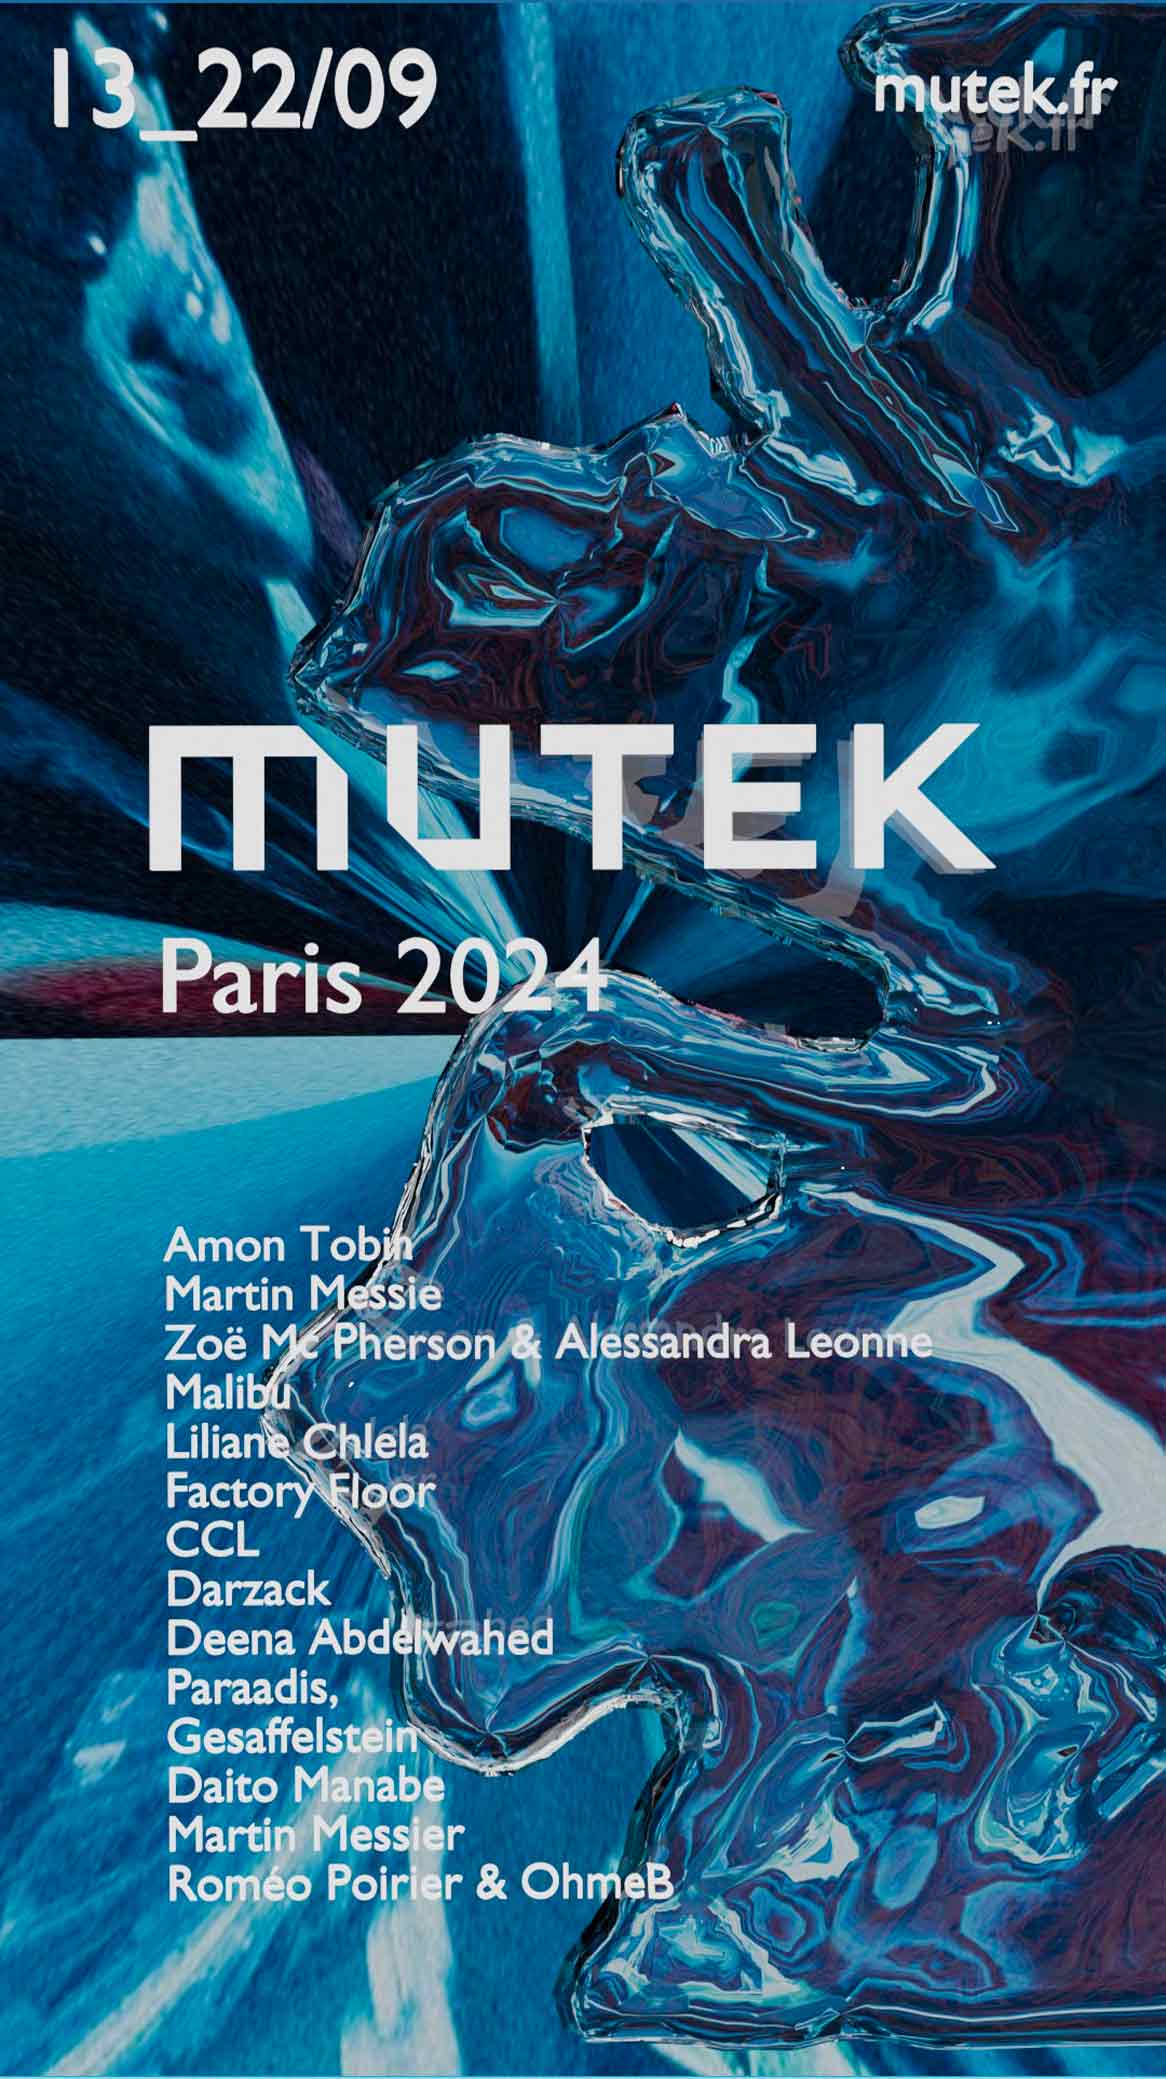 13_22/09
mutek.fr
MUTEK
Paris 2024
Amon Tobin
Martin Messie
Zoë Mc Pherson & Alessandra Leonne
Malibu
Liliane Chlela
Factory Floor
CCL
Darzack
Deena Abdelwahed
Paraadis,
Gesaffelstein
Daito Manabe
Martin Messier
Roméo Poirier & OhmeB